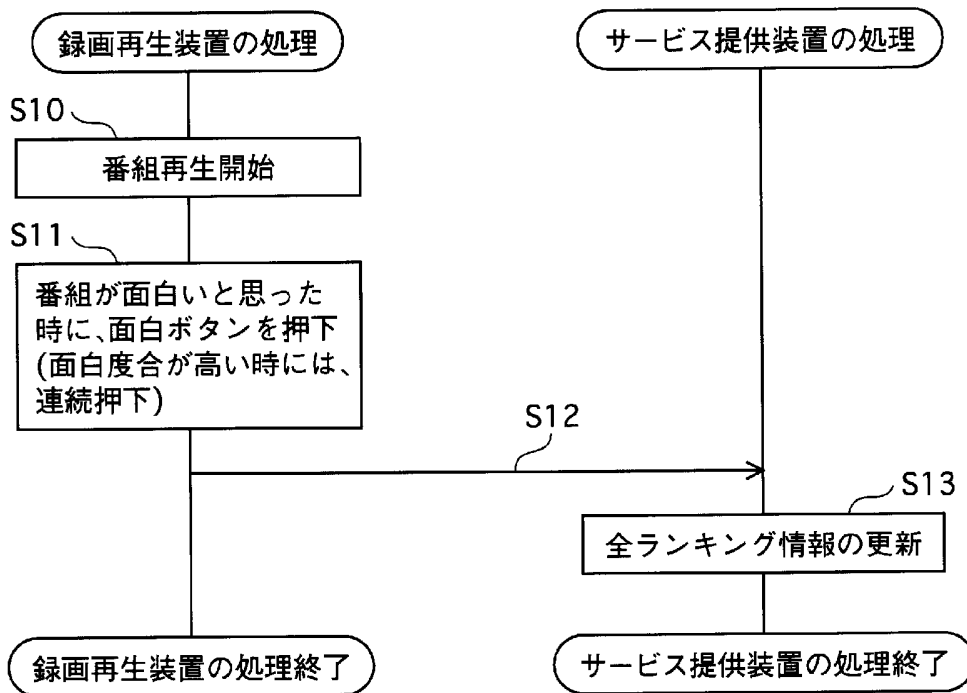 録画再生装置の処理
サービス提供装置の処理
S10
番組再生開始
S11
番組が面白いと思った
時に、面白ボタンを押下
(面白度合が高い時には、
連続押下)
S12
S13
全ランキング情報の更新
録画再生装置の処理終了
サービス提供装置の処理終了